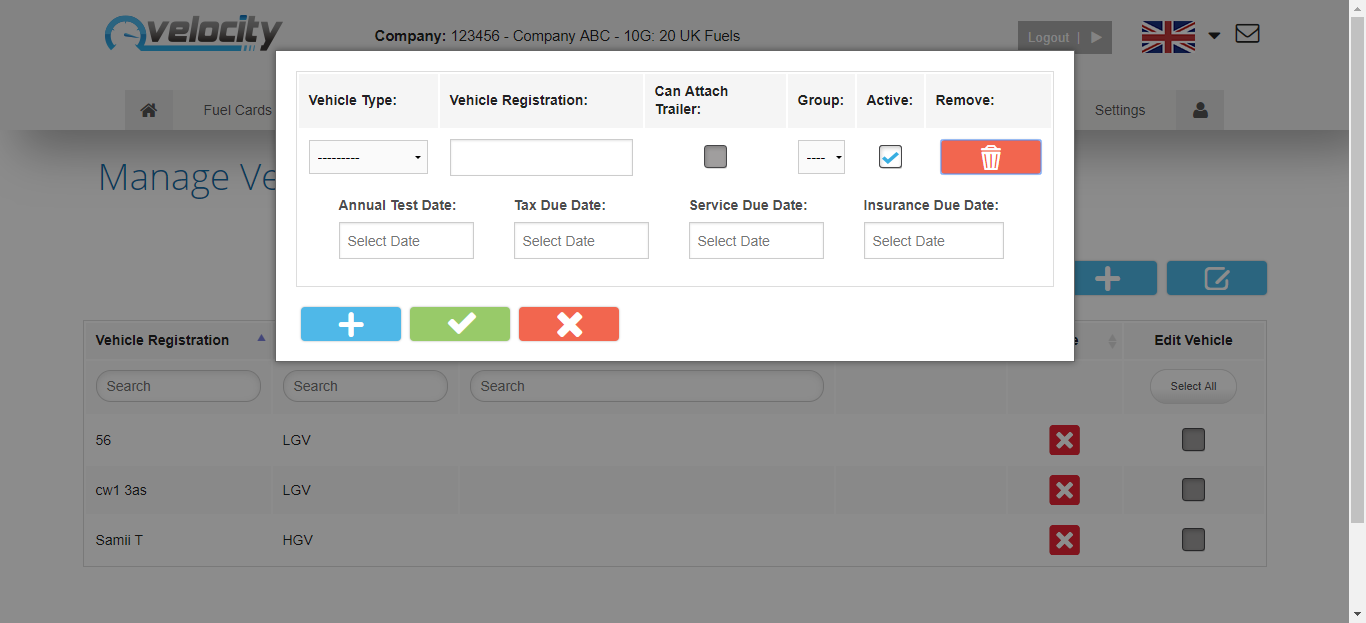 velocity
Company: 123456 - Company ABC - 10G: 20 UK Fuels
Logout |
Fuel Cards
Settings
Vehicle Type:
Vehicle Registration:
Can Attach
Trailer:
Group:
Active:
Remove:
---------
----
Manage Ve
Annual Test Date:
Tax Due Date:
Service Due Date:
Insurance Due Date:
Select Date
Select Date
Select Date
Select Date
Vehicle Registration
e
Edit Vehicle
Search
Search
Search
Select All
56
LGV
cw1 3as
LGV
Samii T
HGV